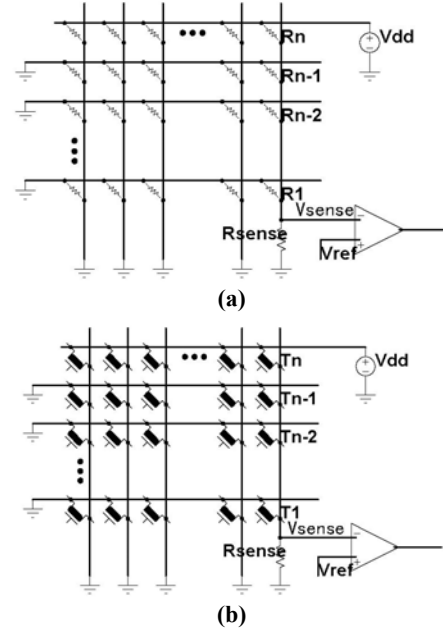 Rn
Vdd
Rn-1
Rn-2
R1
Vsense
Rsense
Vref
(a)
Tn
Vdd
Tn-1
Tn-2
T1
Vsense
Rsense
Vref
(b)